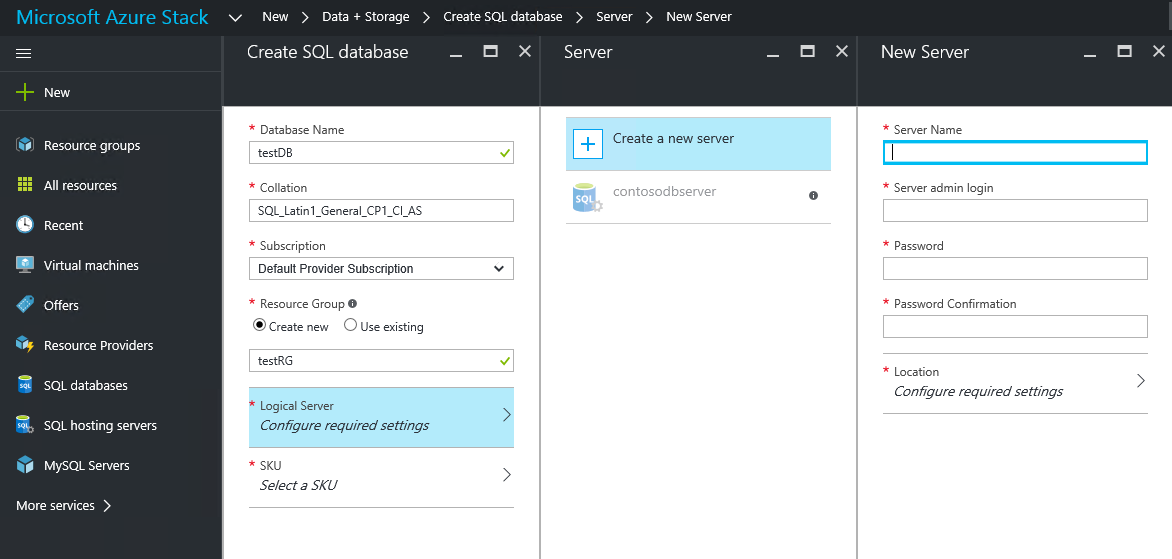 Microsoft Azure Stack New Data + Storage Create SQL database Server New Server
New
Resource groups
All resources
Recent
Virtual machines
Offers
Resource Providers
SQL databases
SQL hosting servers
MySQL Servers
More services
Create SQL database
* Database Name
testDB
* Collation
SQL_Latin1_General_CP1_CI_AS
* Subscription
Default Provider Subscription
* Resource Group
Create new Use existing
testRG
* Logical Server
Configure required settings
* SKU
Select a SKU
Server
Create a new server
SQL contosodbserver
New Server
* Server Name
* Server admin login
* Password
* Password Confirmation
* Location
Configure required settings